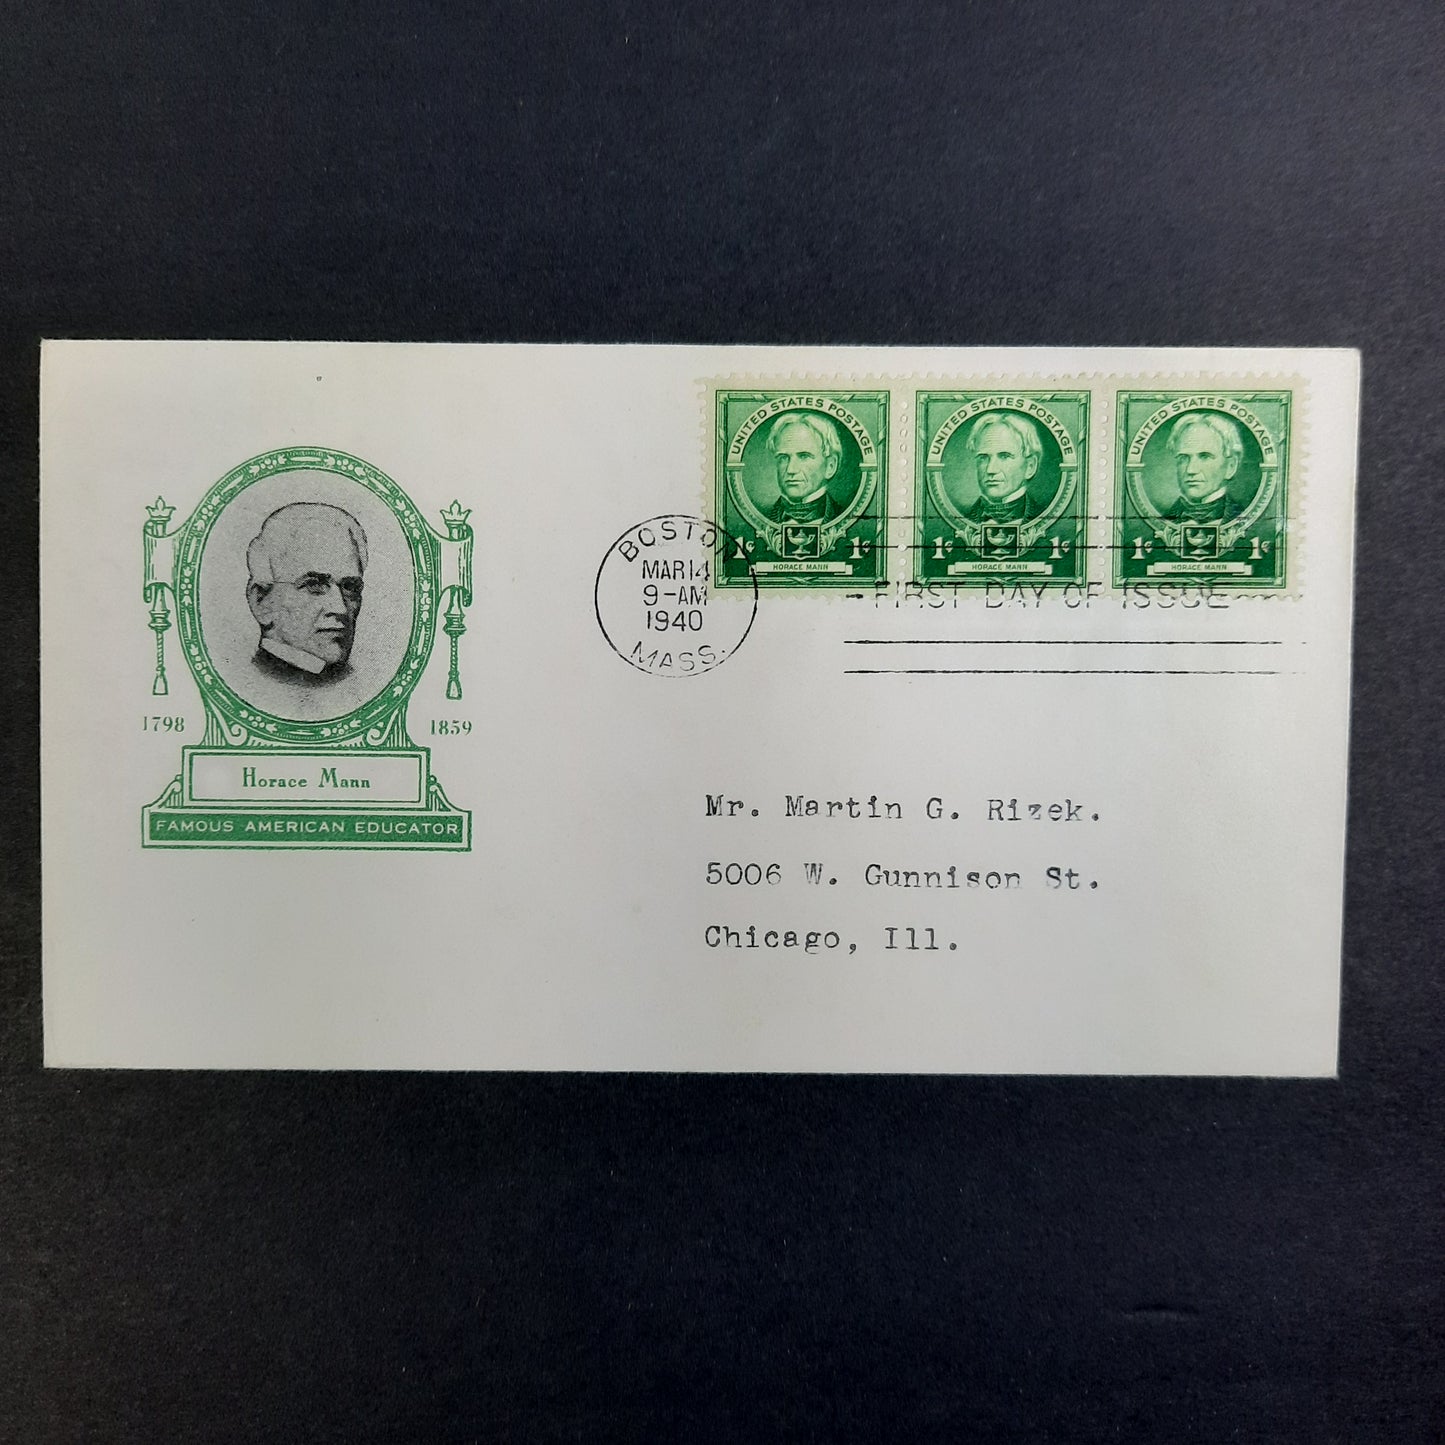 UNITED STATES POSTAGE
1¢ 1¢
HORACE MANN
UNITED STATES POSTAGE
1¢ 1¢
HORACE MANN
UNITED STATES POSTAGE
1¢ 1¢
HORACE MANN
BOSTON
MAR 14
9-AM
1940
MASS.
FIRST DAY OF ISSUE
1798 1859
Horace Mann
FAMOUS AMERICAN EDUCATOR
Mr. Martin G. Rizek.
5006 W. Gunnison St.
Chicago, Ill.